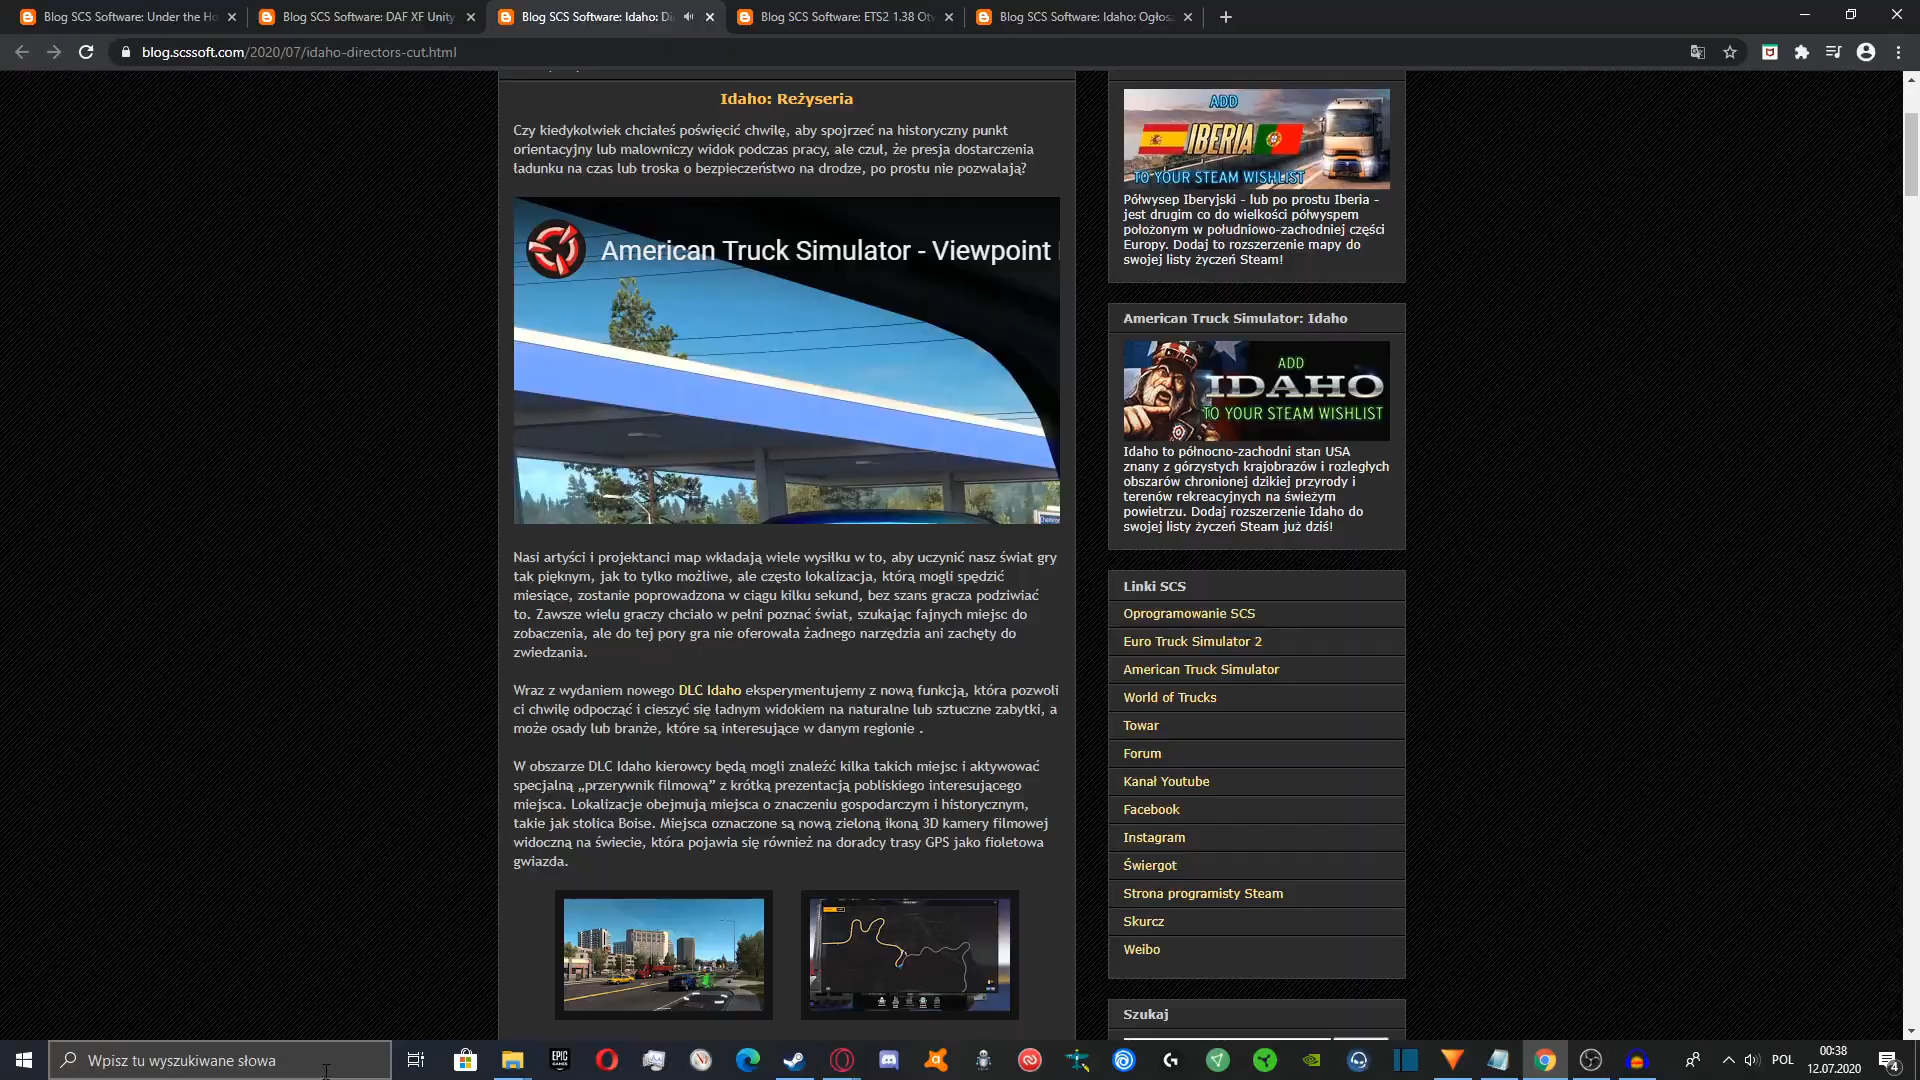 Blog SCS Software: Under the Ho
Blog SCS Software: DAF XF Unity
Blog SCS Software: Idaho: Di
Blog SCS Software: ETS2 1.38 Ot
Blog SCS Software: Idaho: Ogłos
blog.scssoft.com/2020/07/idaho-directors-cut.html
Idaho: Reżyseria
Czy kiedykolwiek chciałeś poświęcić chwilę, aby spojrzeć na historyczny punkt
orientacyjny lub malowniczy widok podczas pracy, ale czuł, że presja dostarczenia
ładunku na czas lub troska o bezpieczeństwo na drodze, po prostu nie pozwalają?
American Truck Simulator - Viewpoint
Nasi artyści i projektanci map wkładają wiele wysiłku w to, aby uczynić nasz świat gry
tak pięknym, jak to tylko możliwe, ale często lokalizacja, którą mogli spędzić
miesiące, zostanie poprowadzona w ciągu kilku sekund, bez szans gracza podziwiać
to. Zawsze wielu graczy chciało w pełni poznać świat, szukając fajnych miejsc do
zobaczenia, ale do tej pory gra nie oferowała żadnego narzędzia ani zachęty do
zwiedzania.
Wraz z wydaniem nowego DLC Idaho eksperymentujemy z nową funkcją, która pozwoli
ci chwilę odpocząć i cieszyć się ładnym widokiem na naturalne lub sztuczne zabytki, a
może osady lub branże, które są interesujące w danym regionie .
W obszarze DLC Idaho kierowcy będą mogli znaleźć kilka takich miejsc i aktywować
specjalną „przerywnik filmową” z krótką prezentacją pobliskiego interesującego
miejsca. Lokalizacje obejmują miejsca o znaczeniu gospodarczym i historycznym,
takie jak stolica Boise. Miejsca oznaczone są nową zieloną ikoną 3D kamery filmowej
widoczną na świecie, która pojawia się również na doradcy trasy GPS jako fioletowa
gwiazda.
ADD
IBERIA
TO YOUR STEAM WISHLIST
Półwysep Iberyjski - lub po prostu Iberia -
jest drugim co do wielkości półwyspem
położonym w południowo-zachodniej części
Europy. Dodaj to rozszerzenie mapy do
swojej listy życzeń Steam!
American Truck Simulator: Idaho
ADD
IDAHO
TO YOUR STEAM WISHLIST
Idaho to północno-zachodni stan USA
znany z górzystych krajobrazów i rozległych
obszarów chronionej dzikiej przyrody i
terenów rekreacyjnych na świeżym
powietrzu. Dodaj rozszerzenie Idaho do
swojej listy życzeń Steam już dziś!
Linki SCS
Oprogramowanie SCS
Euro Truck Simulator 2
American Truck Simulator
World of Trucks
Towar
Forum
Kanał Youtube
Facebook
Instagram
Świergot
Strona programisty Steam
Skurcz
Weibo
Szukaj
Wpisz tu wyszukiwane słowa
EPIC GAMES
POL
00:38
12.07.2020
4